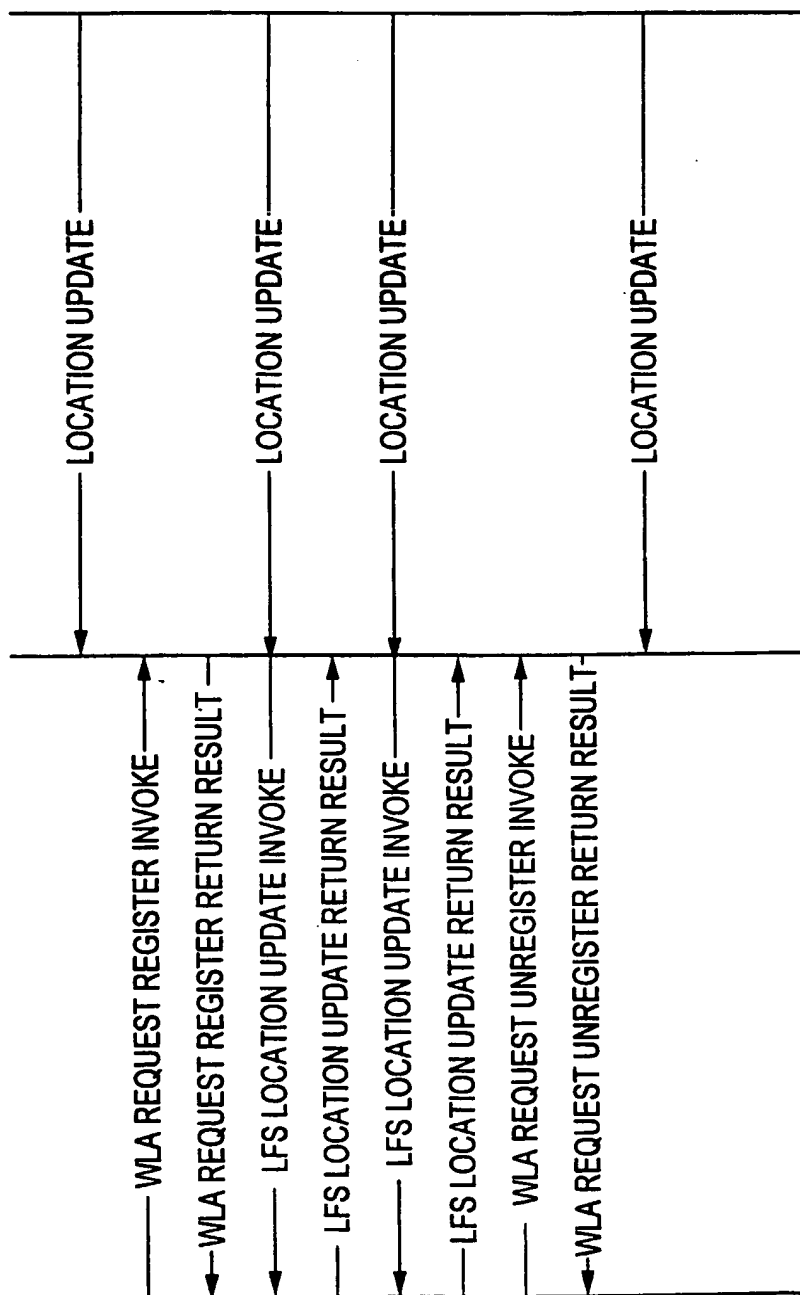 LOCATION UPDATE
WLA REQUEST REGISTER INVOKE
WLA REQUEST REGISTER RETURN RESULT
LOCATION UPDATE
LFS LOCATION UPDATE INVOKE
LFS LOCATION UPDATE RETURN RESULT
LOCATION UPDATE
LFS LOCATION UPDATE INVOKE
LFS LOCATION UPDATE RETURN RESULT
WLA REQUEST UNREGISTER INVOKE
WLA REQUEST UNREGISTER RETURN RESULT
LOCATION UPDATE